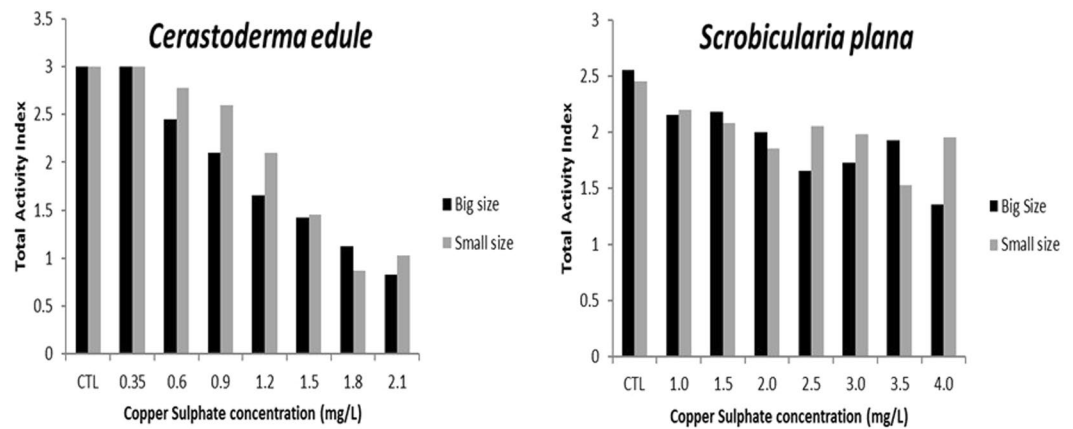 Cerastoderma edule
3.5
3
2.5
2
1.5
1
0.5
0
Total Activity Index
CTL 0.35 0.6 0.9 1.2 1.5 1.8 2.1
Copper Sulphate concentration (mg/L)
Big size
Small size
Scrobicularia plana
3
2.5
2
1.5
1
0.5
0
Total Activity Index
CTL 1.0 1.5 2.0 2.5 3.0 3.5 4.0
Copper Sulphate concentration (mg/L)
Big Size
Small size